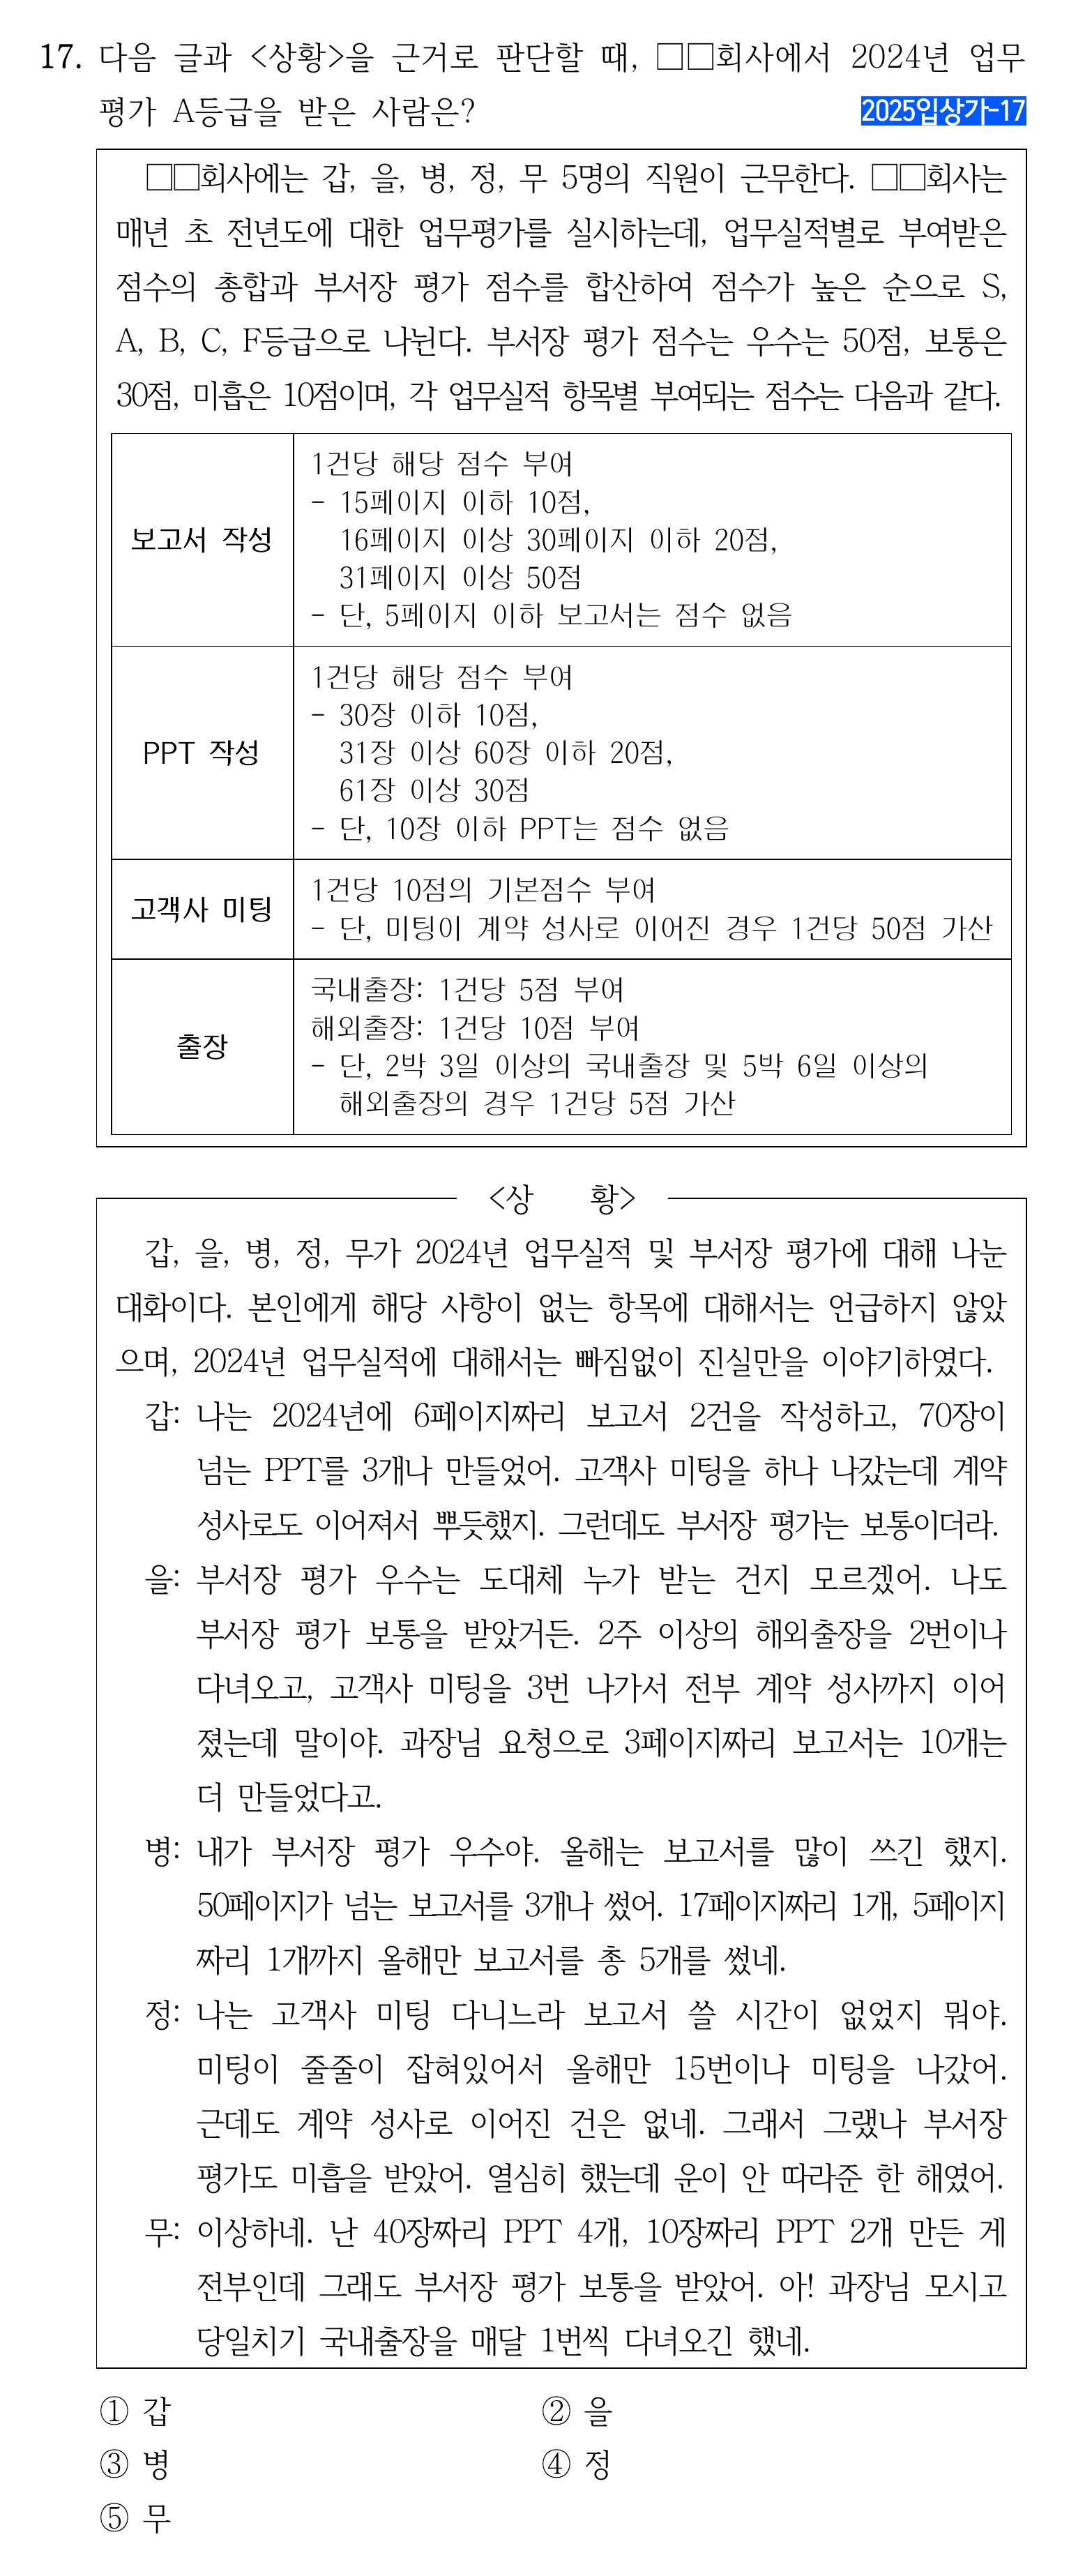 17. 다음 글과 <상황>을 근거로 판단할 때, □□회사에서 2024년 업무
평가 A등급을 받은 사람은?
2025입상가-17
□□회사에는 갑, 을, 병, 정, 무 5명의 직원이 근무한다. □□회사는
매년 초 전년도에 대한 업무평가를 실시하는데, 업무실적별로 부여받은
점수의 총합과 부서장 평가 점수를 합산하여 점수가 높은 순으로 S,
A, B, C, F등급으로 나뉜다. 부서장 평가 점수는 우수는 50점, 보통은
30점, 미흡은 10점이며, 각 업무실적 항목별 부여되는 점수는 다음과 같다.
보고서 작성
1건당 해당 점수 부여
- 15페이지 이하 10점,
16페이지 이상 30페이지 이하 20점,
31페이지 이상 50점
- 단, 5페이지 이하 보고서는 점수 없음
PPT 작성
1건당 해당 점수 부여
- 30장 이하 10점,
31장 이상 60장 이하 20점,
61장 이상 30점
- 단, 10장 이하 PPT는 점수 없음
고객사 미팅
1건당 10점의 기본점수 부여
- 단, 미팅이 계약 성사로 이어진 경우 1건당 50점 가산
출장
국내출장: 1건당 5점 부여
해외출장: 1건당 10점 부여
- 단, 2박 3일 이상의 국내출장 및 5박 6일 이상의
해외출장의 경우 1건당 5점 가산
<상 황>
갑, 을, 병, 정, 무가 2024년 업무실적 및 부서장 평가에 대해 나눈
대화이다. 본인에게 해당 사항이 없는 항목에 대해서는 언급하지 않았
으며, 2024년 업무실적에 대해서는 빠짐없이 진실만을 이야기하였다.
갑: 나는 2024년에 6페이지짜리 보고서 2건을 작성하고, 70장이
넘는 PPT를 3개나 만들었어. 고객사 미팅을 하나 나갔는데 계약
성사로도 이어져서 뿌듯했지. 그런데도 부서장 평가는 보통이더라.
을: 부서장 평가 우수는 도대체 누가 받는 건지 모르겠어. 나도
부서장 평가 보통을 받았거든. 2주 이상의 해외출장을 2번이나
다녀오고, 고객사 미팅을 3번 나가서 전부 계약 성사까지 이어
졌는데 말이야. 과장님 요청으로 3페이지짜리 보고서는 10개는
더 만들었다고.
병: 내가 부서장 평가 우수야. 올해는 보고서를 많이 쓰긴 했지.
50페이지가 넘는 보고서를 3개나 썼어. 17페이지짜리 1개, 5페이지
짜리 1개까지 올해만 보고서를 총 5개를 썼네.
정: 나는 고객사 미팅 다니느라 보고서 쓸 시간이 없었지 뭐야.
미팅이 줄줄이 잡혀있어서 올해만 15번이나 미팅을 나갔어.
근데도 계약 성사로 이어진 건은 없네. 그래서 그랬나 부서장
평가도 미흡을 받았어. 열심히 했는데 운이 안 따라준 한 해였어.
무: 이상하네. 난 40장짜리 PPT 4개, 10장짜리 PPT 2개 만든 게
전부인데 그래도 부서장 평가 보통을 받았어. 아! 과장님 모시고
당일치기 국내출장을 매달 1번씩 다녀오긴 했네.
① 갑 ② 을
③ 병 ④ 정
⑤ 무